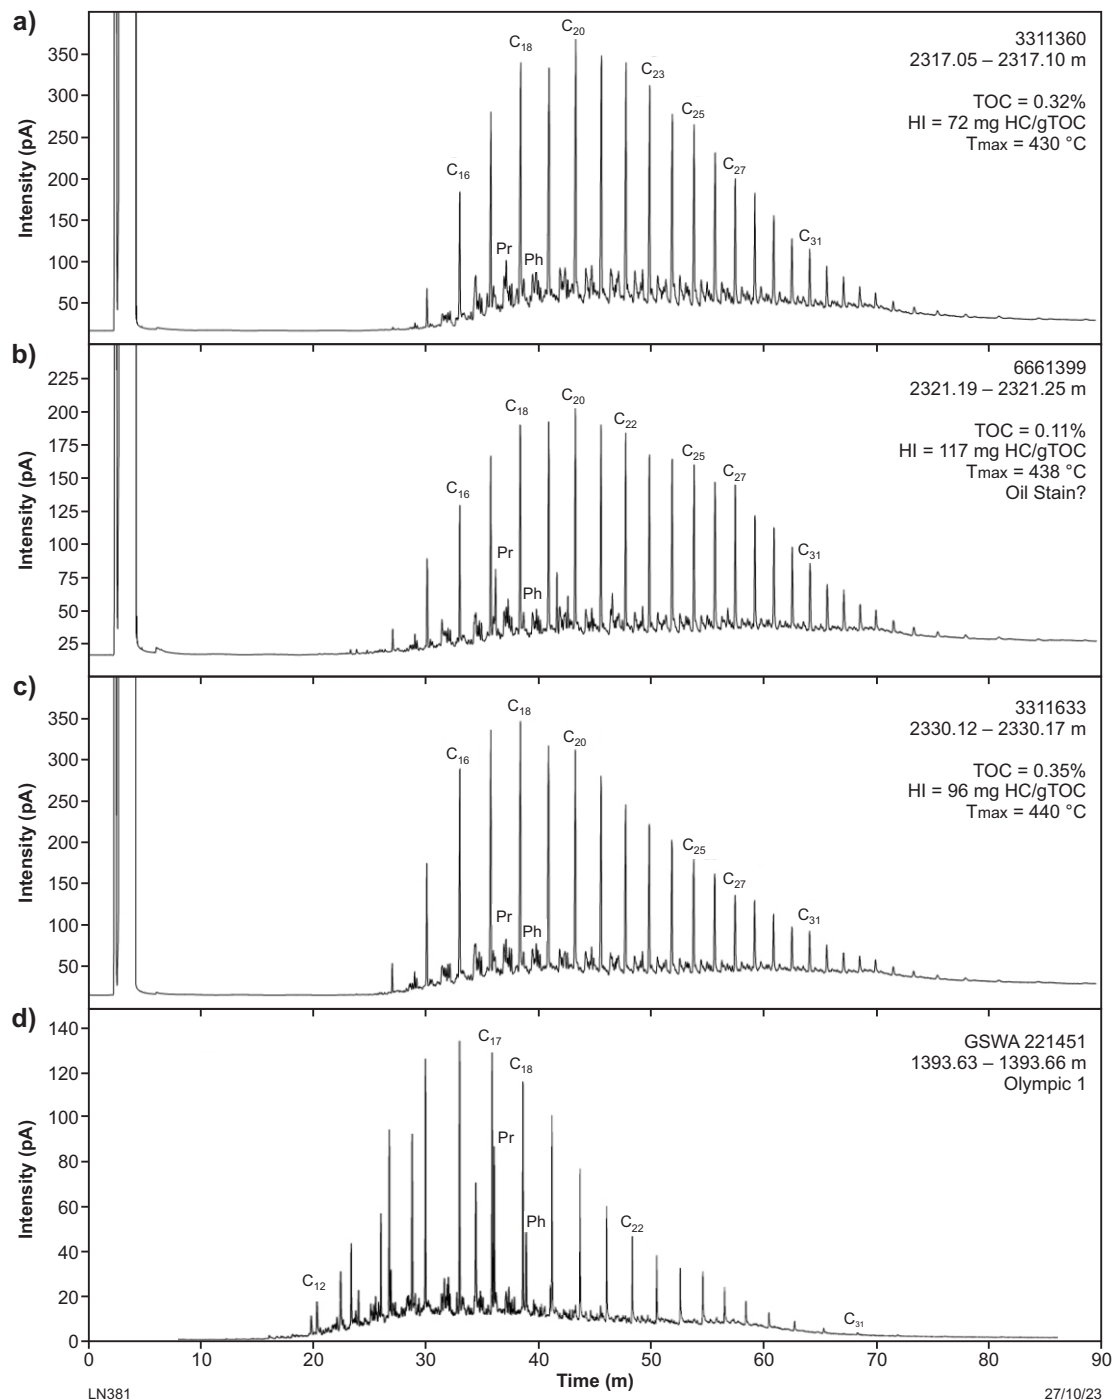 a)
Intensity (pA)
350
300
250
200
150
100
50
C16
C18
Pr
Ph
C20
C23
C25
C27
C31
3311360
2317.05 – 2317.10 m
TOC = 0.32%
HI = 72 mg HC/gTOC
Tmax = 430 °C
b)
Intensity (pA)
225
200
175
150
125
100
75
50
25
C16
C18
Pr
Ph
C20
C22
C25
C27
C31
6661399
2321.19 – 2321.25 m
TOC = 0.11%
HI = 117 mg HC/gTOC
Tmax = 438 °C
Oil Stain?
c)
Intensity (pA)
350
300
250
200
150
100
50
C16
C18
Pr
Ph
C20
C25
C27
C31
3311633
2330.12 – 2330.17 m
TOC = 0.35%
HI = 96 mg HC/gTOC
Tmax = 440 °C
d)
Intensity (pA)
140
120
100
80
60
40
20
0
C12
C17
Pr
C18
Ph
C22
C31
GSWA 221451
1393.63 – 1393.66 m
Olympic 1
0 10 20 30 40 50 60 70 80 90
Time (m)
LN381
27/10/23